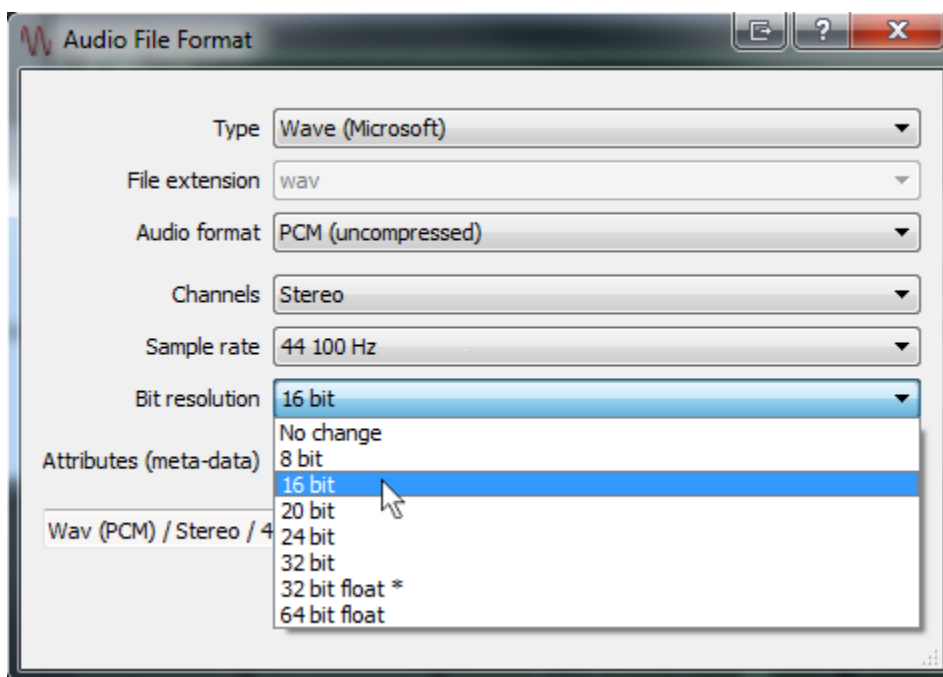 Audio File Format
?
Type Wave (Microsoft)
File extension wav
Audio format PCM (uncompressed)
Channels Stereo
Sample rate 44 100 Hz
Bit resolution 16 bit
No change
Attributes (meta-data) 8 bit
16 bit
20 bit
Wav (PCM) / Stereo / 4
24 bit
32 bit
32 bit float *
64 bit float